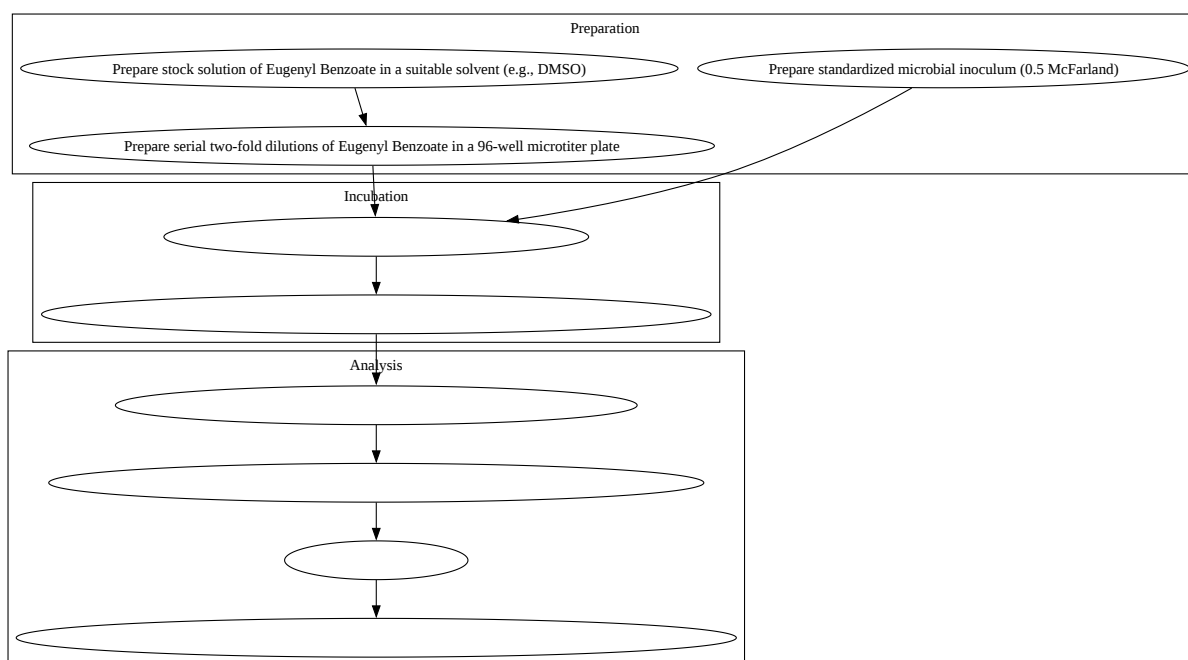 Preparation
Prepare stock solution of Eugenyl Benzoate in a suitable solvent (e.g., DMSO)
Prepare standardized microbial inoculum (0.5 McFarland)
Prepare serial two-fold dilutions of Eugenyl Benzoate in a 96-well microtiter plate
Incubation
Analysis